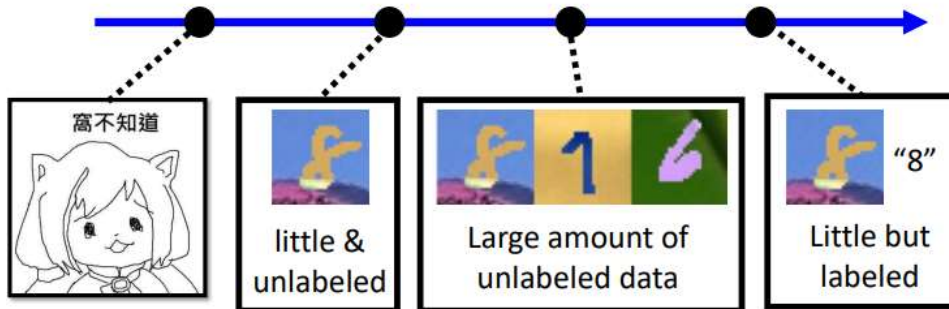 窩不知道
little &
unlabeled
Large amount of
unlabeled data
“8”
Little but
labeled